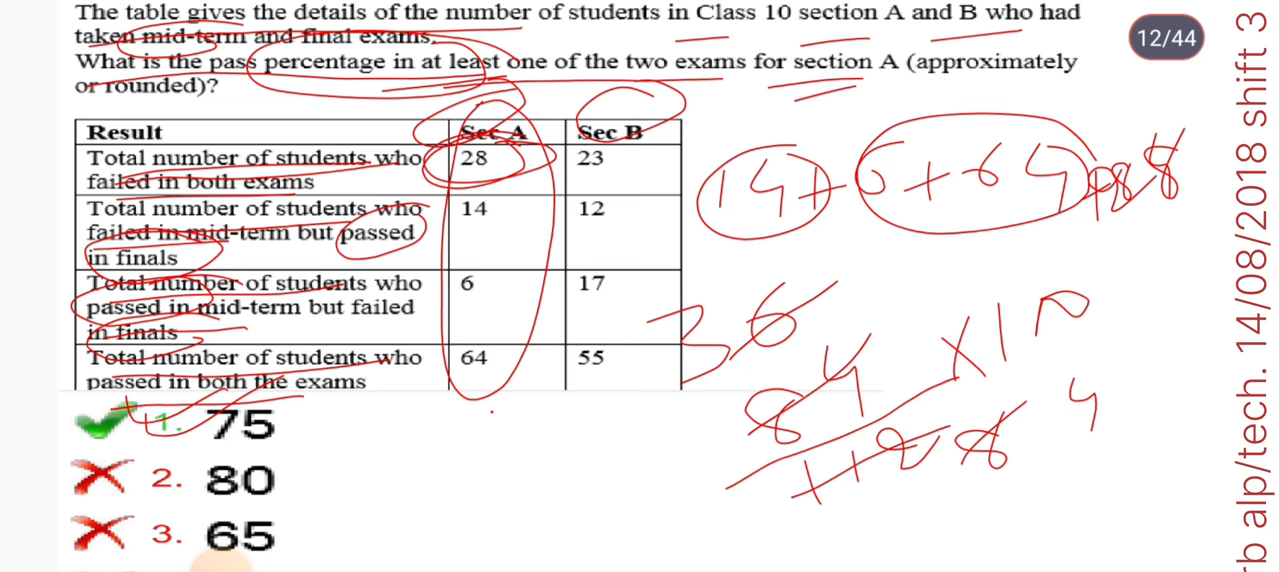 The table gives the details of the number of students in Class 10 section A and B who had
taken mid-term and final exams.
What is the pass percentage in at least one of the two exams for section A (approximately
or rounded)?
12/44
Result Sec A Sec B
Total number of students who 28 23
failed in both exams
Total number of students who 14 12
failed in mid-term but passed
in finals
Total number of students who 6 17
passed in mid-term but failed
in finals
Total number of students who 64 55
passed in both the exams
1. 75
2. 80
3. 65
14+6+64
36
84
×1
4
rb alp/tech. 14/08/2018 shift 3